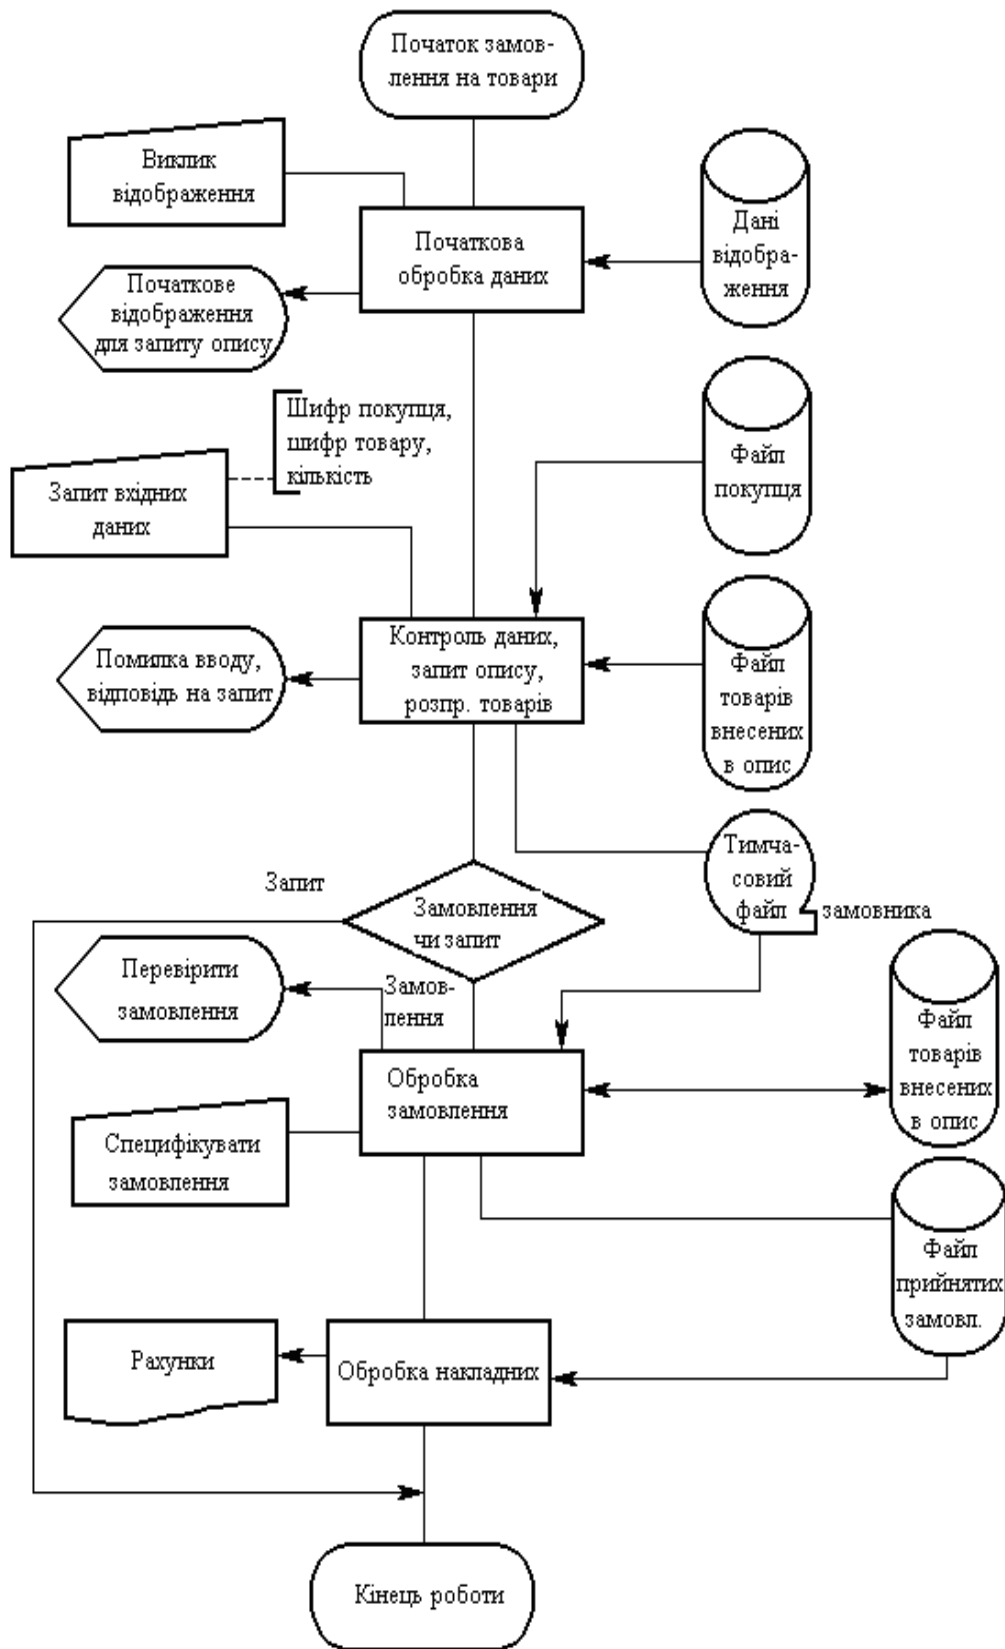 Початок замов-
лення на товари
Виклик
відображення
Дані
відобра-
ження
Початкова
обробка даних
Початкове
відображення
для запиту опису
Шифр покупця,
шифр товару,
кількість
Файл
покупця
Запит вхідних
даних
Контроль даних,
запит опису,
розпр. товарів
Помилка вводу,
відповідь на запит
Файл
товарів
внесених
в опис
Тимча-
совий
файл
замовника
Запит
Замовлення
чи запит
Замов-
лення
Перевірити
замовлення
Файл
товарів
внесених
в опис
Обробка
замовлення
Специфікувати
замовлення
Файл
прийнятих
замовл.
Рахунки
Обробка накладних
Кінець роботи